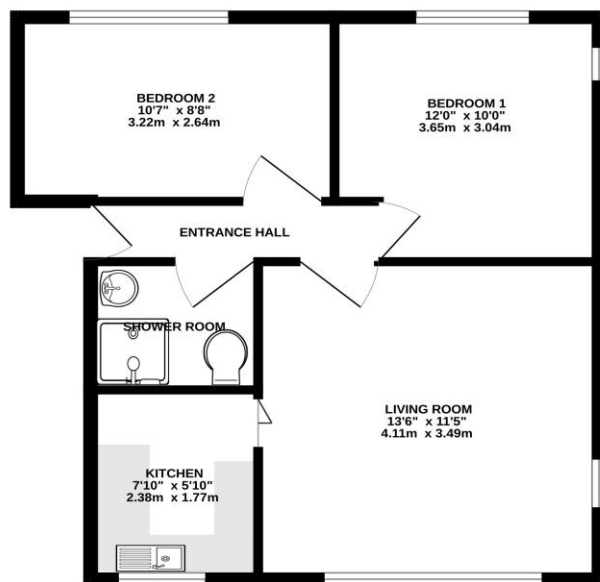 BEDROOM 2
10'7" x 8'8"
3.22m x 2.64m
BEDROOM 1
12'0" x 10'0"
3.65m x 3.04m
ENTRANCE HALL
SHOWER ROOM
LIVING ROOM
13'6" x 11'5"
4.11m x 3.49m
KITCHEN
7'10" x 5'10"
2.38m x 1.77m